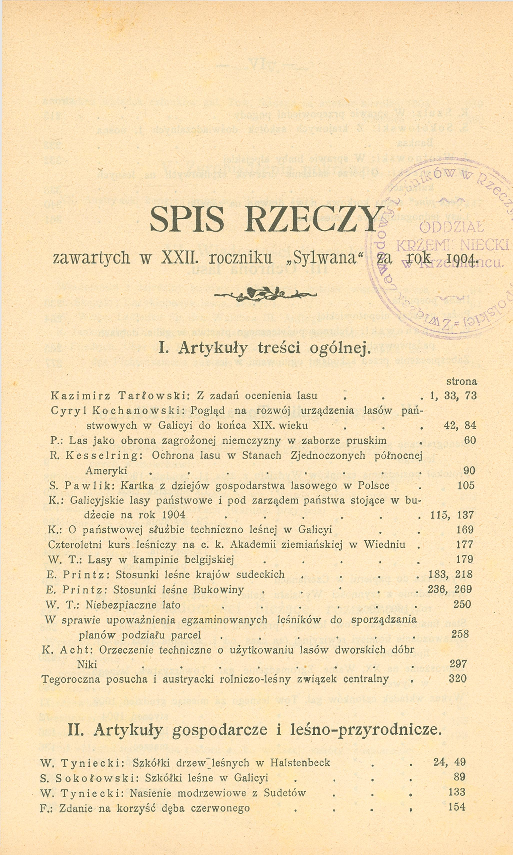 SPIS RZECZY
zawartych w XXII. roczniku „Sylwana“ za rok 1904.
ODDZIAŁ
KRZEMIENIECKI
w Krzemieńcu.
I. Artykuły treści ogólnej.
strona
Kazimirz Tarłowski: Z zadań ocenienia lasu . . . 1, 33, 73
Cyryl Kochanowski: Pogląd na rozwój urządzenia lasów pań-
stwowych w Galicyi do końca XIX. wieku . . . 42, 84
P.: Las jako obrona zagrożonej niemczyzny w zaborze pruskim . 60
R. Kesselring: Ochrona lasu w Stanach Zjednoczonych północnej
Ameryki . . . . . . . . 90
S. Pawlik: Kartka z dziejów gospodarstwa lasowego w Polsce . 105
K.: Galicyjskie lasy państwowe i pod zarządem państwa stojące w bu-
dżecie na rok 1904 . . . . . . 115, 137
K.: O państwowej służbie techniczno leśnej w Galicyi . . 169
Czteroletni kurs leśniczy na c. k. Akademii ziemiańskiej w Wiedniu . 177
W. T.: Lasy w kampinie belgijskiej . . . . . 179
E. Printz: Stosunki leśne krajów sudeckich . . . . 183, 218
E. Printz: Stosunki leśne Bukowiny . . . . . 236, 269
W. T.: Niebezpiaczne lato . . . . . . 250
W sprawie upoważnienia egzaminowanych leśników do sporządzania
planów podziału parcel . . . . . . 258
K. Acht: Orzeczenie techniczne o użytkowaniu lasów dworskich dóbr
Niki . . . . . . . . 297
Tegoroczna posucha i austryacki rolniczo-leśny związek centralny . 320
II. Artykuły gospodarcze i leśno-przyrodnicze.
W. Tyniecki: Szkółki drzew leśnych w Halstenbeck . . 24, 49
S. Sokołowski: Szkółki leśne w Galicyi . . . . 89
W. Tyniecki: Nasienie modrzewiowe z Sudetów . . . 133
F.: Zdanie na korzyść dęba czerwonego . . . . 154